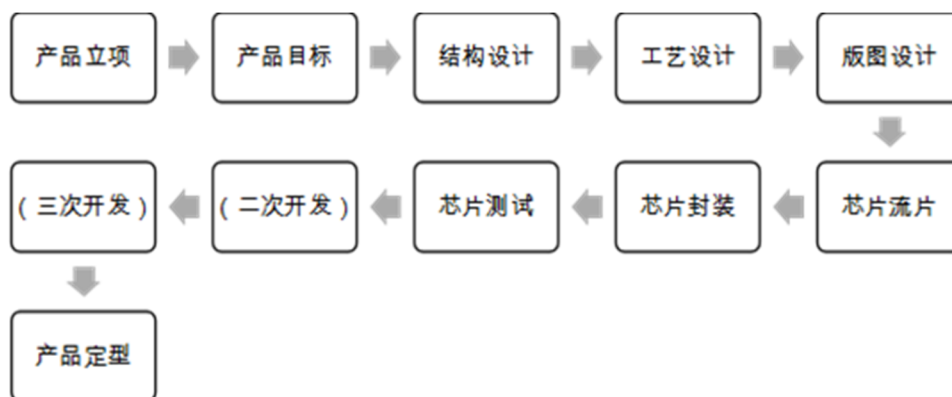 产品立项
产品目标
结构设计
工艺设计
版图设计
芯片流片
芯片封装
芯片测试
(二次开发)
(三次开发)
产品定型